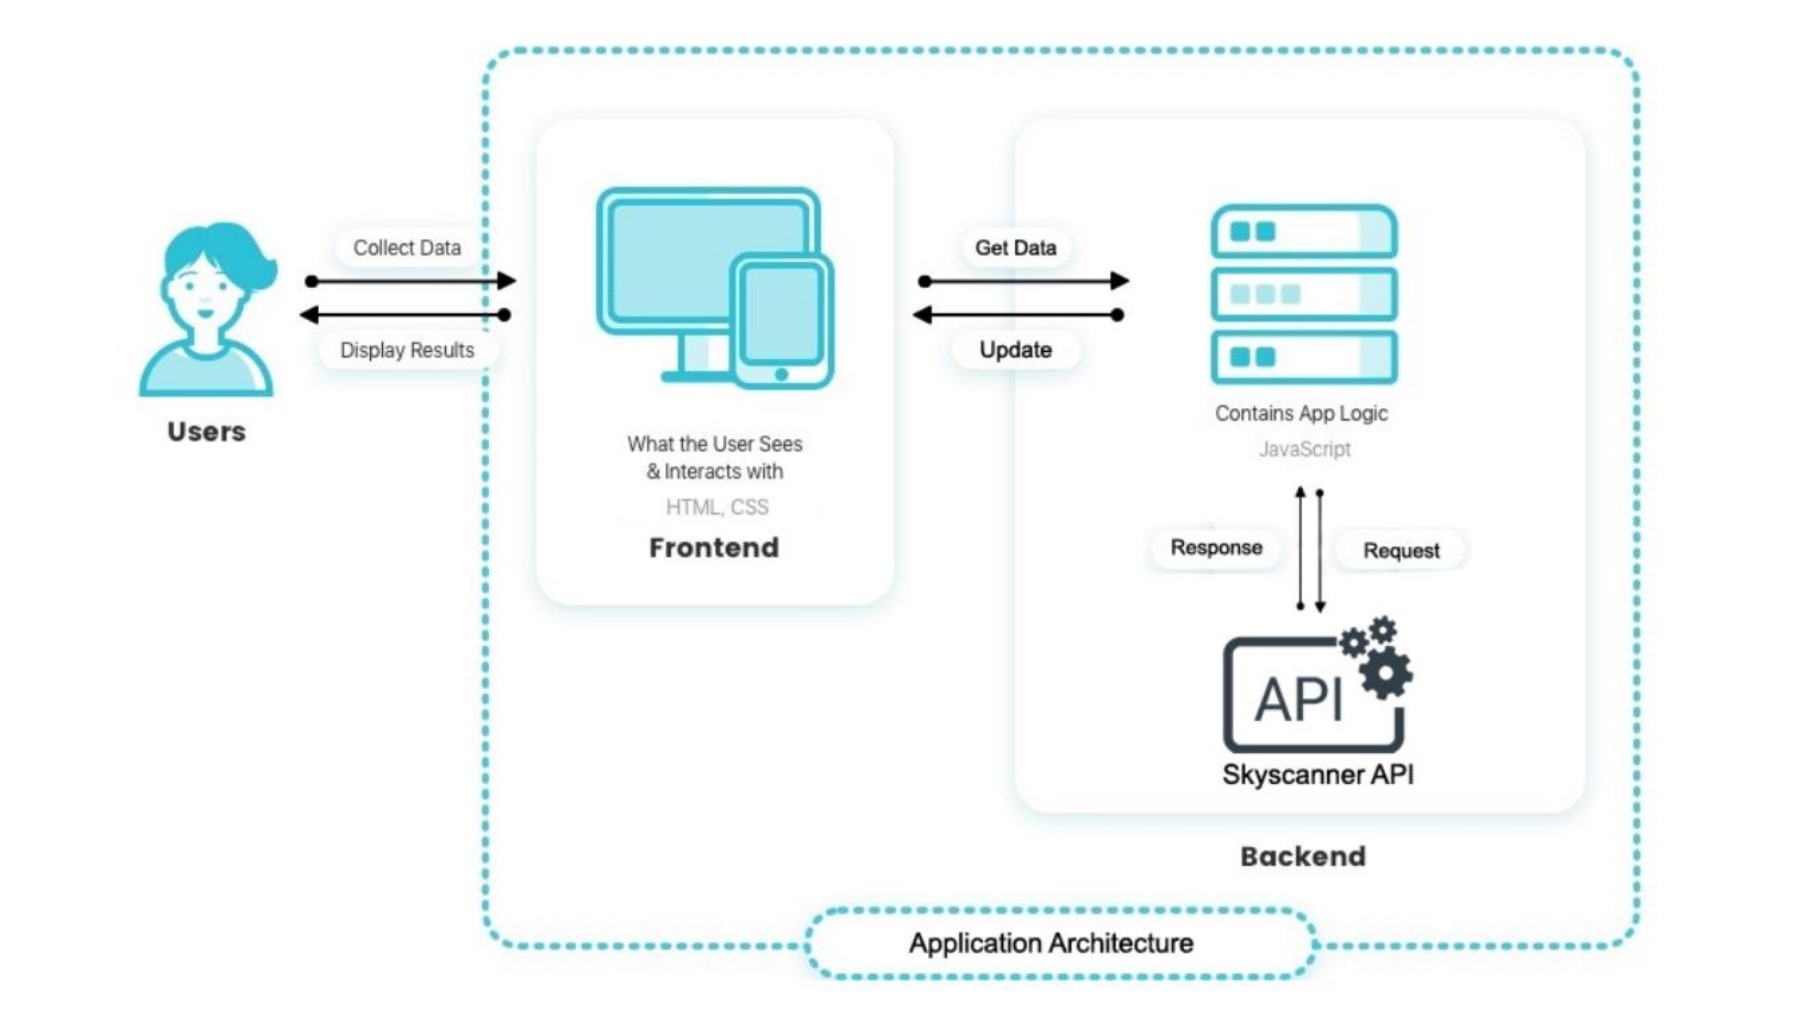 Collect Data
Display Results
Users
What the User Sees
& Interacts with
HTML, CSS
Frontend
Get Data
Update
Contains App Logic
JavaScript
Response
Request
API
Skyscanner API
Backend
Application Architecture